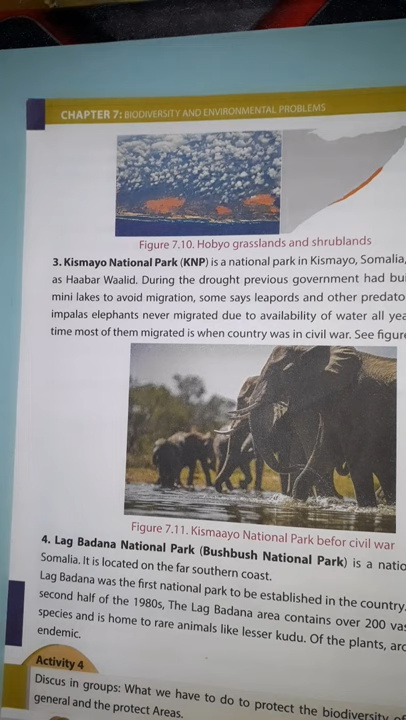 CHAPTER 7: BIODIVERSITY AND ENVIRONMENTAL PROBLEMS
Figure 7.10. Hobyo grasslands and shrublands
3. Kismayo National Park (KNP) is a national park in Kismayo, Somalia,
as Haabar Waalid. During the drought previous government had bu
mini lakes to avoid migration, some says leapords and other predato
impalas elephants never migrated due to availability of water all yea
time most of them migrated is when country was in civil war. See figur
Figure 7.11. Kismaayo National Park befor civil war
4. Lag Badana National Park (Bushbush National Park) is a natio
Somalia. It is located on the far southern coast.
Lag Badana was the first national park to be established in the country.
second half of the 1980s, The Lag Badana area contains over 200 vas
species and is home to rare animals like lesser kudu. Of the plants, aro
endemic.
Activity 4
Discus in groups: What we have to do to protect the biodiversity
general and the protect Areas.